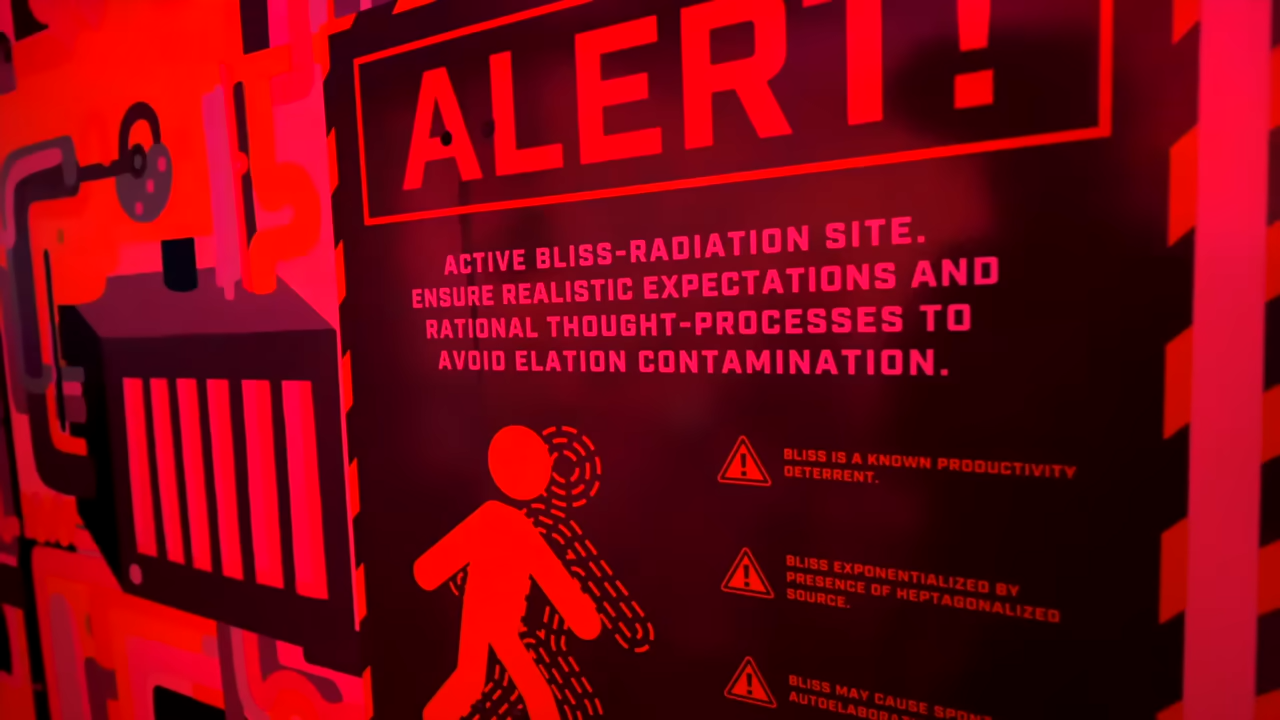 ALERT!
ACTIVE BLISS-RADIATION SITE.
ENSURE REALISTIC EXPECTATIONS AND
RATIONAL THOUGHT-PROCESSES TO
AVOID ELATION CONTAMINATION.
BLISS IS A KNOWN PRODUCTIVITY
DETERRENT.
BLISS EXPONENTIALIZED BY
PRESENCE OF HEPTAGONALIZED
SOURCE.
BLISS MAY CAUSE